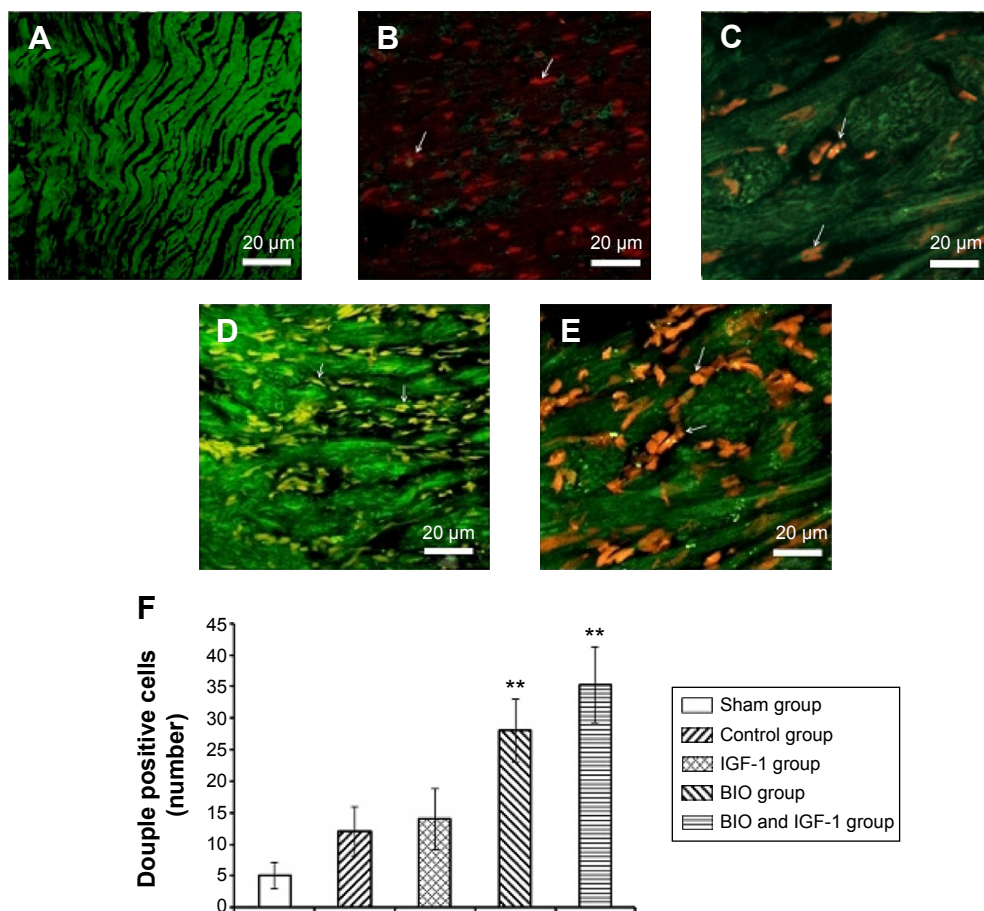 A
B
C
20 µm
20 µm
20 µm
D
E
20 µm
20 µm
F
Douple positive cells
(number)
45
40
35
30
25
20
15
10
5
0
**
**
Sham group
Control group
IGF-1 group
BIO group
BIO and IGF-1 group